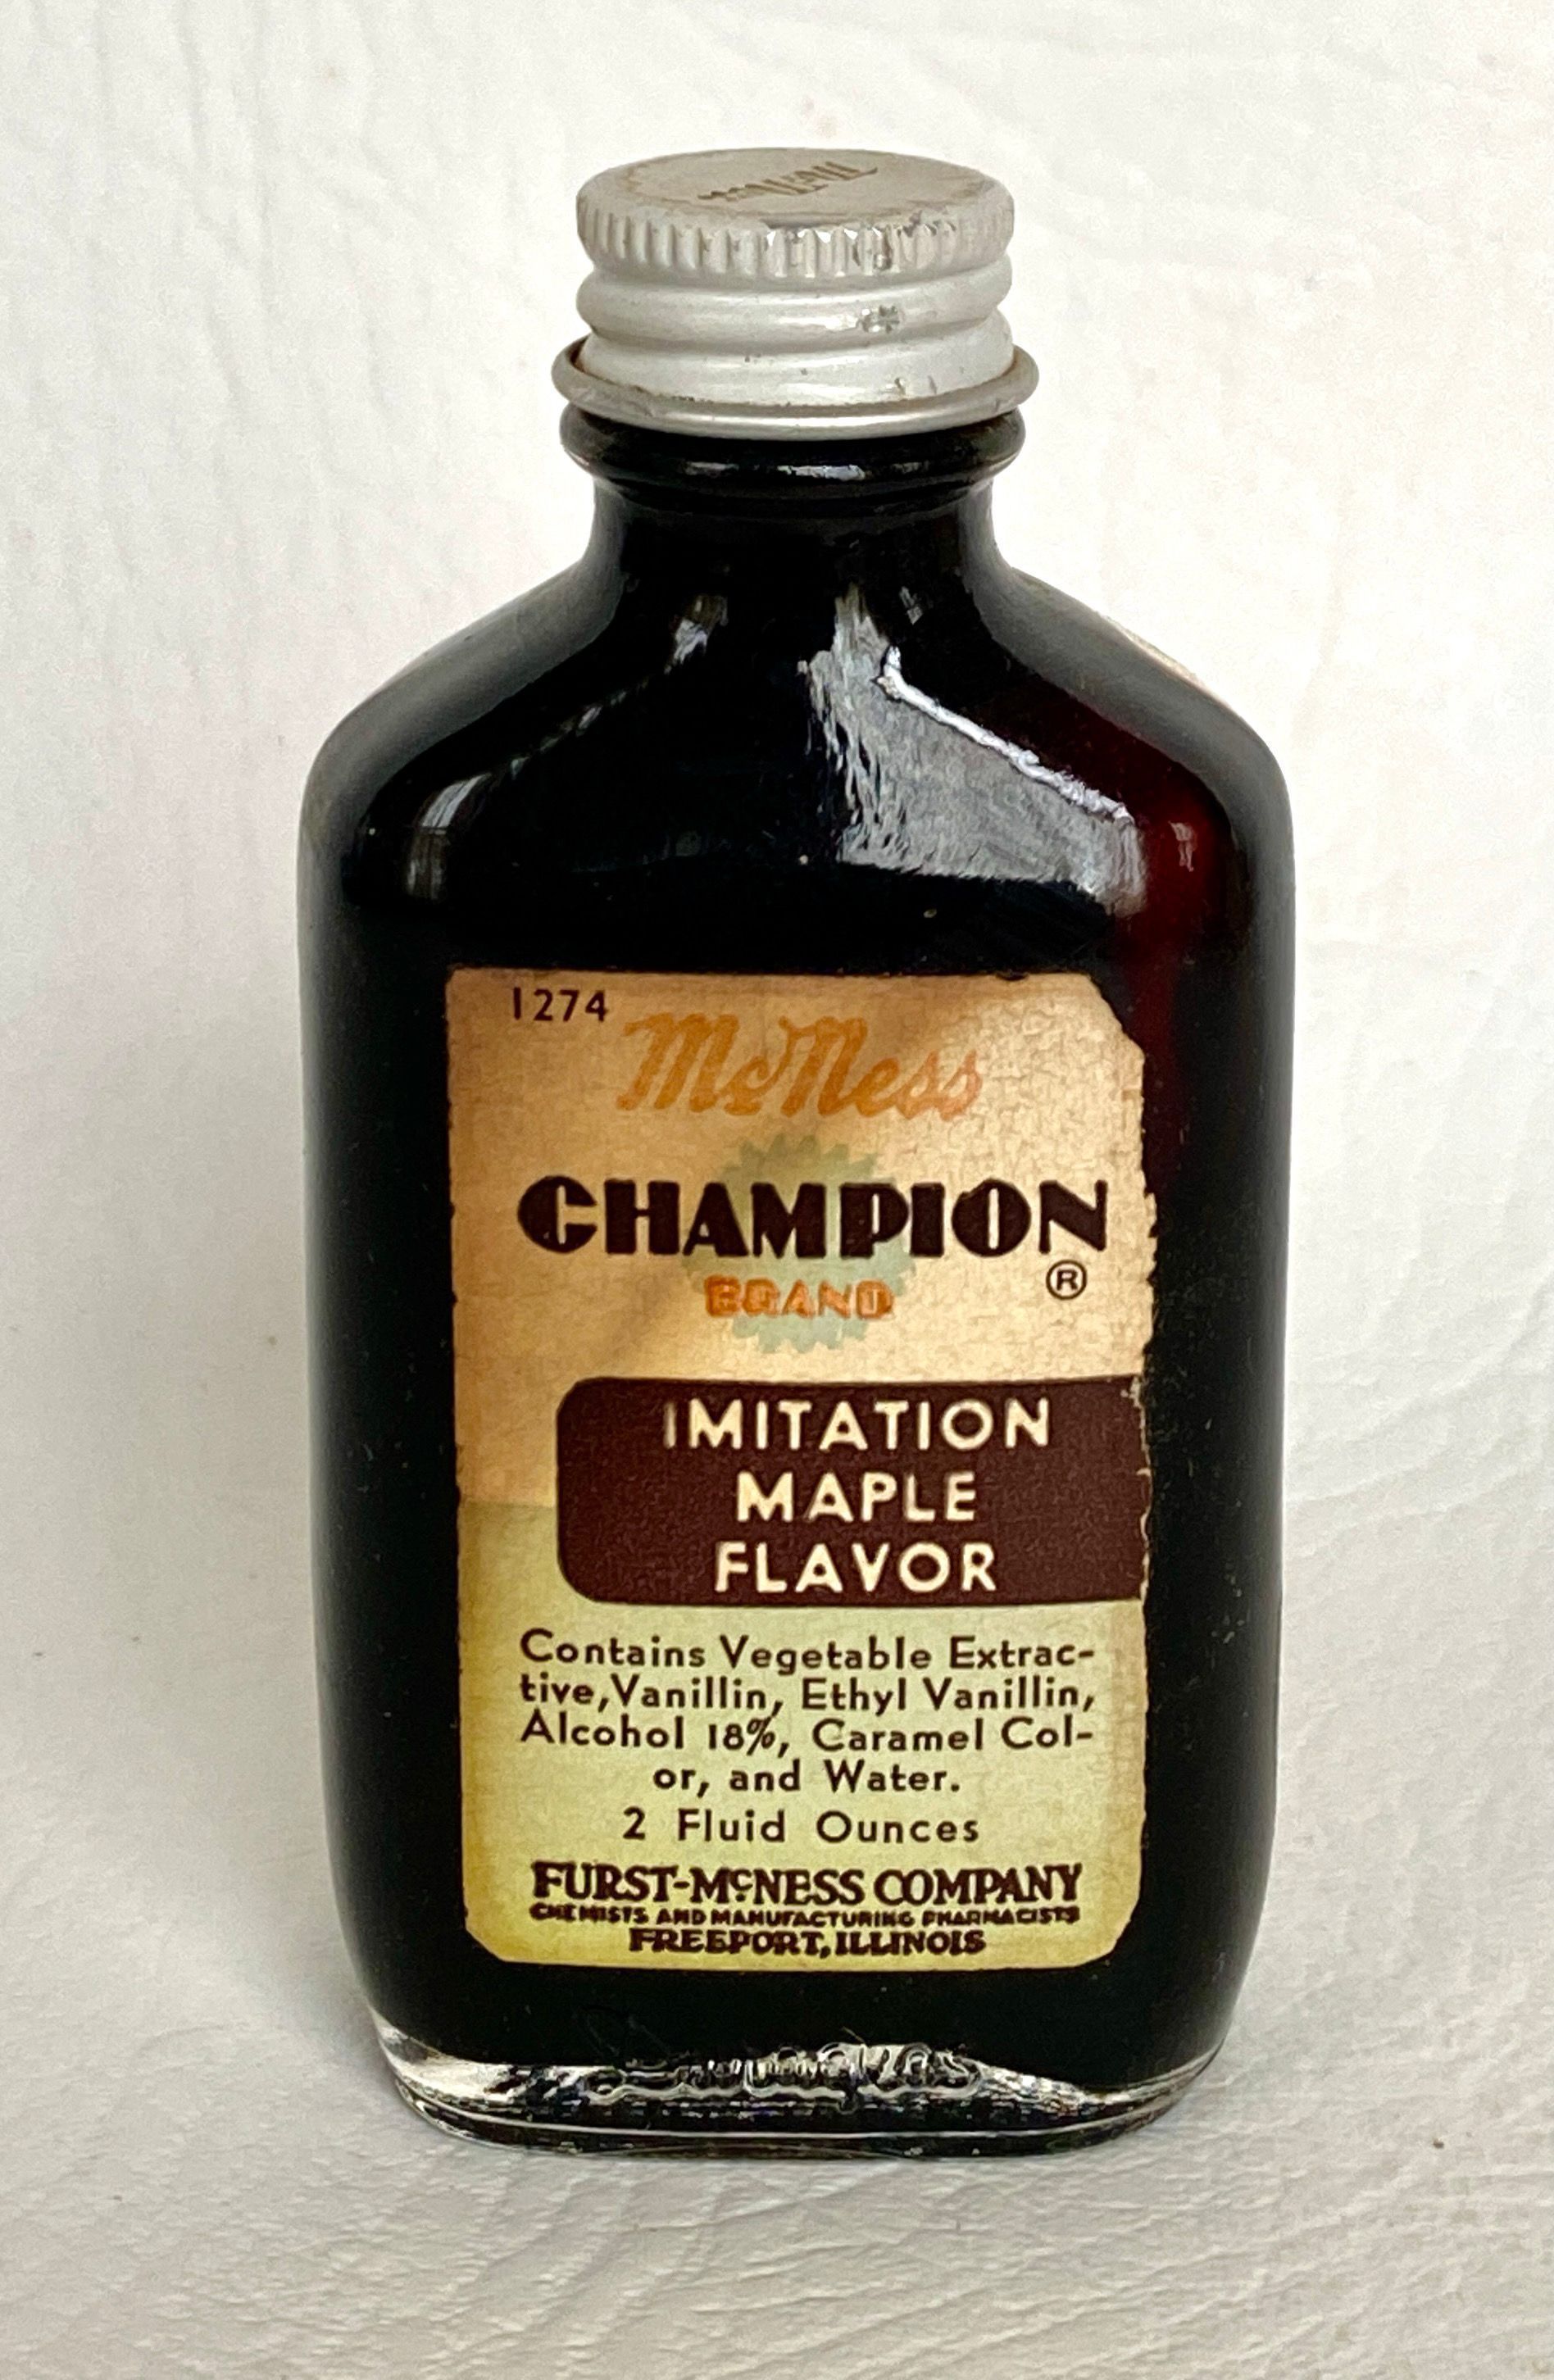 1274
McNess
CHAMPION
®
BRAND
IMITATION
MAPLE
FLAVOR
Contains Vegetable Extrac-
tive, Vanillin, Ethyl Vanillin,
Alcohol 18%, Caramel Col-
or, and Water.
2 Fluid Ounces
FURST-McNESS COMPANY
CHEMISTS AND MANUFACTURING PHARMACISTS
FREEPORT, ILLINOIS